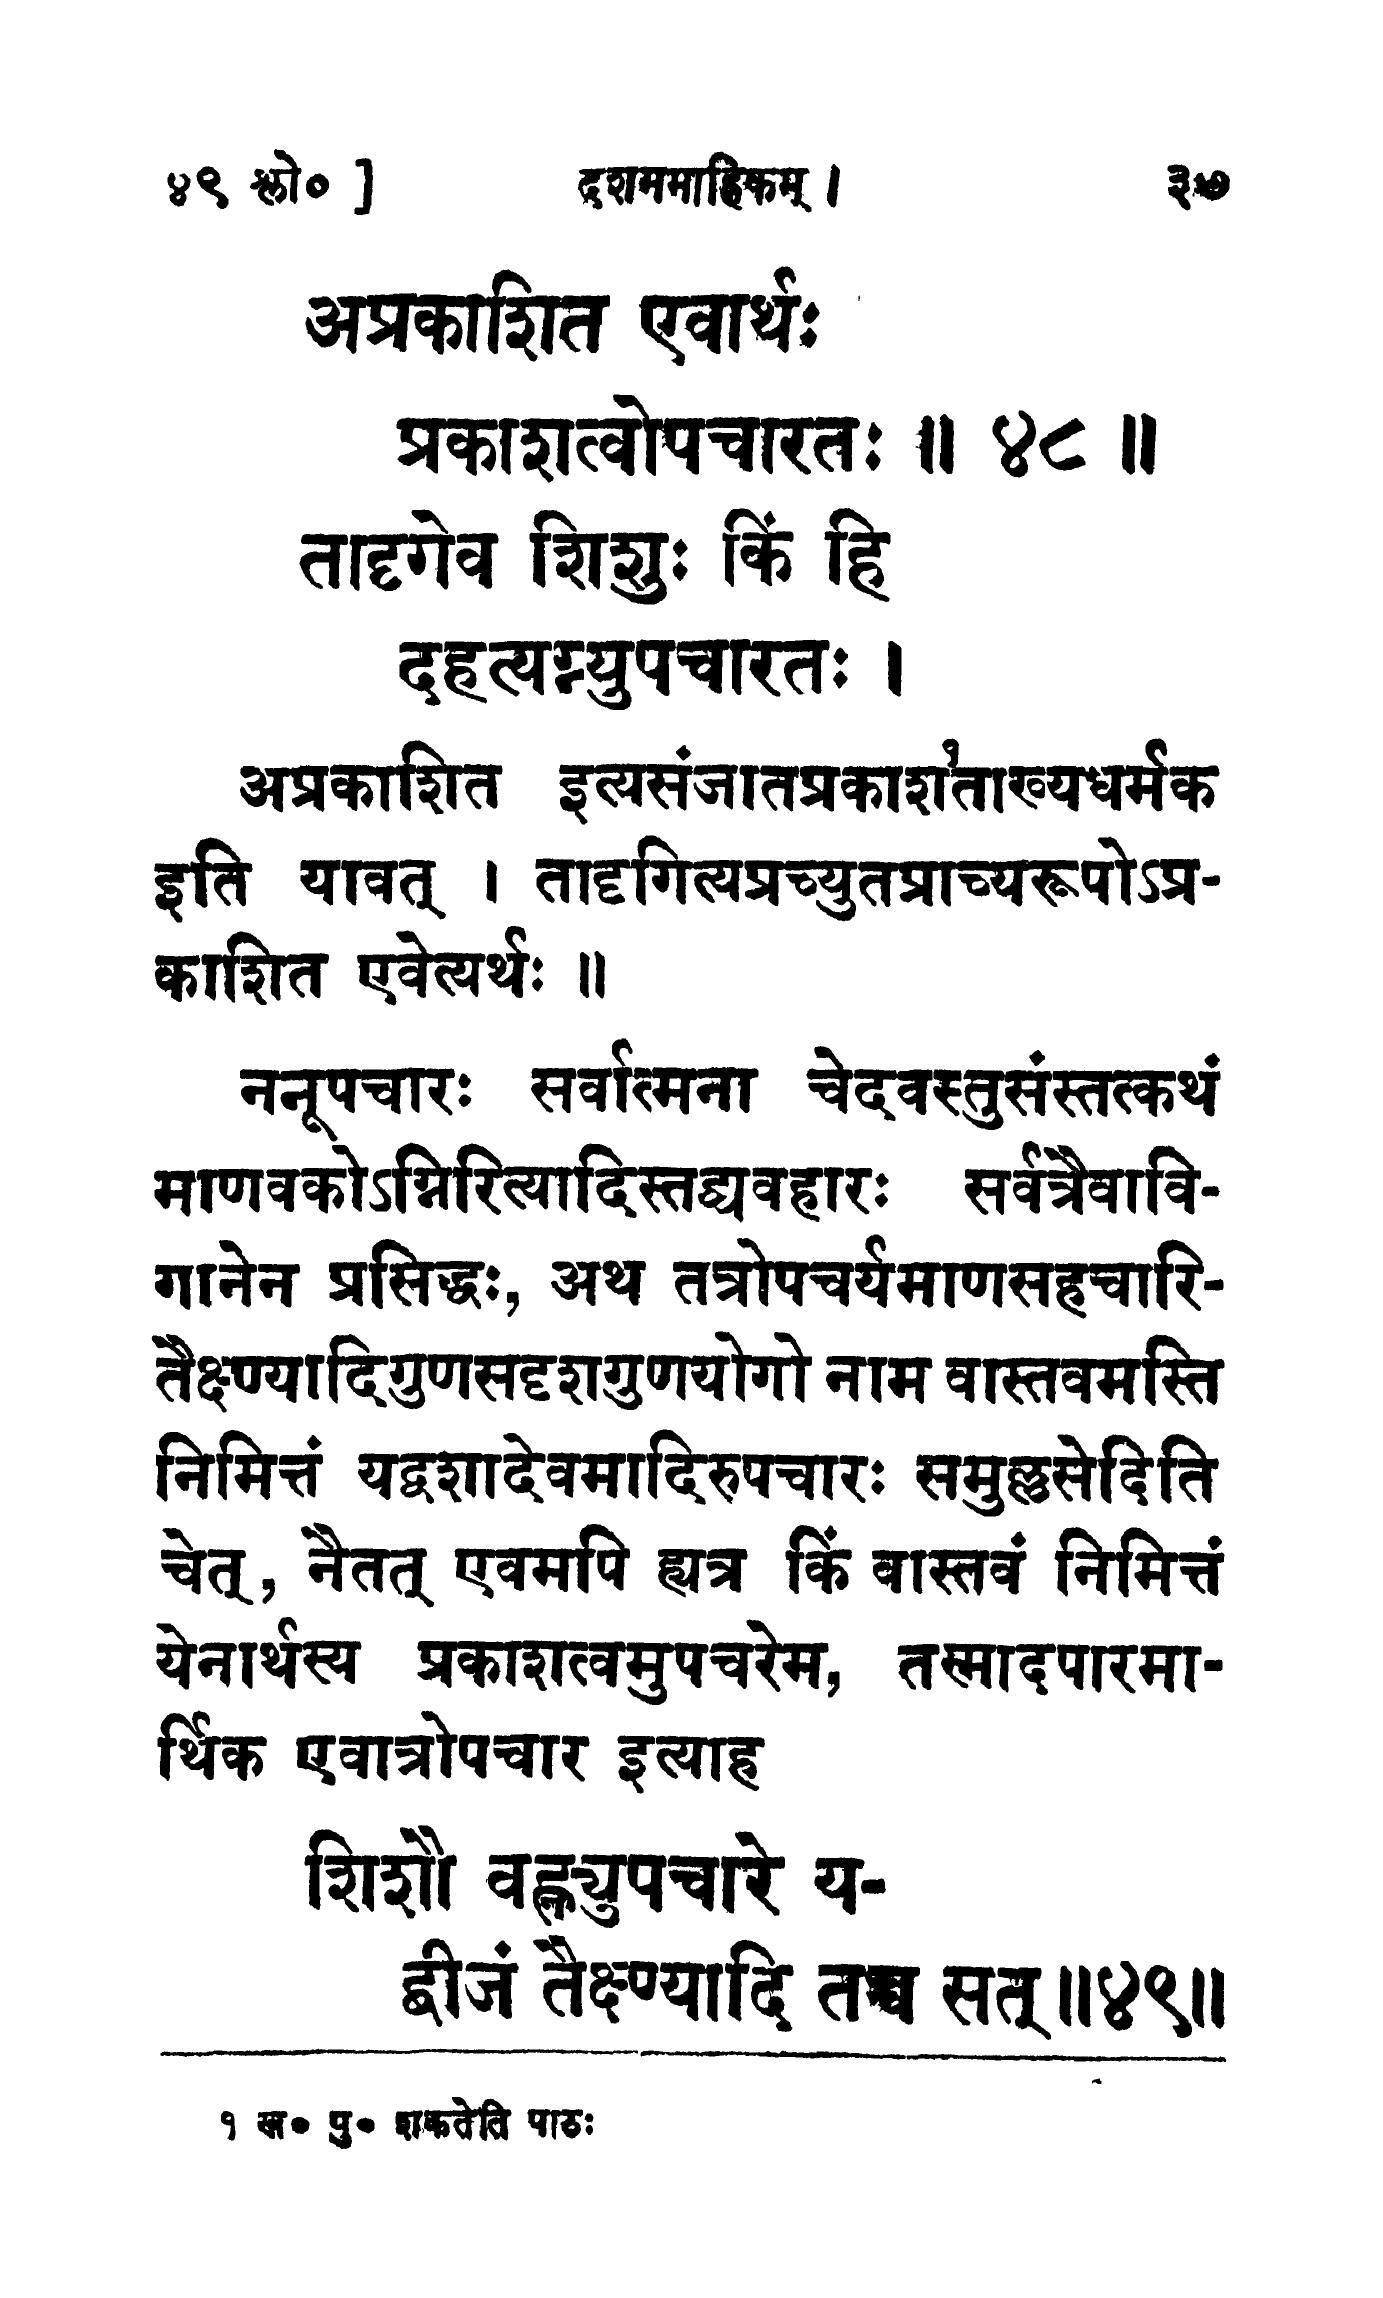 ४९ श्लो० ] दशममाह्निकम् । ३७
अप्रकाशित एवार्थः
प्रकाशत्वोपचारतः ॥ ४८ ॥
तादृगेव शिशुः किं हि
दहत्यग्न्युपचारतः ।
अप्रकाशित इत्यसंजातप्रकाश१ताख्यधर्मक
इति यावत् । तादृगित्यप्रच्युतप्राच्यरूपोऽप्र-
काशित एवेत्यर्थः ॥
ननूपचारः सर्वात्मना चेदवस्तुसंस्तत्कथं
माणवकोऽग्निरित्यादिस्तद्व्यवहारः सर्वत्रैवावि-
गानेन प्रसिद्धः, अथ तत्रोपचर्यमाणसहचारि-
तैक्ष्ण्यादिगुणसदृशगुणयोगो नाम वास्तवमस्ति
निमित्तं यद्वशादेवमादिरुपचारः समुल्लसेदिति
चेत्, नैतत् एवमपि ह्यत्र किं वास्तवं निमित्तं
येनार्थस्य प्रकाशत्वमुपचरेम, तस्मादपारमा-
र्थिक एवात्रोपचार इत्याह
शिशौ वह्न्युपचारे य-
द्बीजं तैक्ष्ण्यादि तच्च सत् ॥४९॥
१ ख० पु० शकतेति पाठः